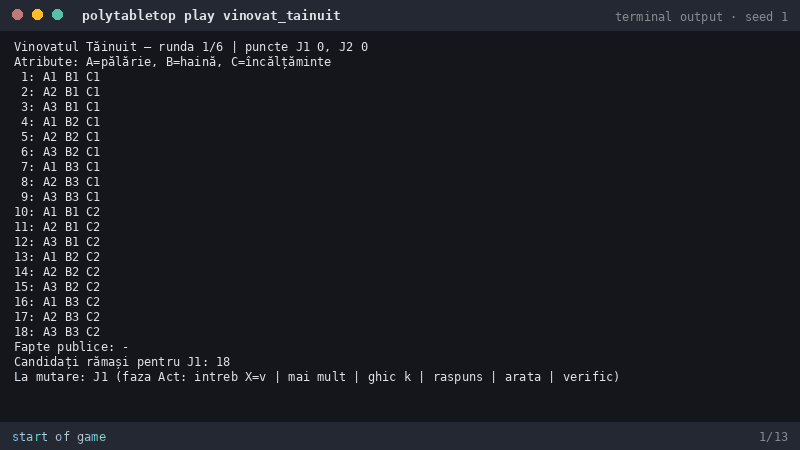 polytabletop play vinovat_tainuit
terminal output · seed 1
Vinovatul Tăinuit — runda 1/6 | puncte J1 0, J2 0
Atribute: A=pălărie, B=haină, C=încălțăminte
1: A1 B1 C1
2: A2 B1 C1
3: A3 B1 C1
4: A1 B2 C1
5: A2 B2 C1
6: A3 B2 C1
7: A1 B3 C1
8: A2 B3 C1
9: A3 B3 C1
10: A1 B1 C2
11: A2 B1 C2
12: A3 B1 C2
13: A1 B2 C2
14: A2 B2 C2
15: A3 B2 C2
16: A1 B3 C2
17: A2 B3 C2
18: A3 B3 C2
Fapte publice: -
Candidați rămași pentru J1: 18
La mutare: J1 (faza Act: intreb X=v | mai mult | ghic k | raspuns | arata | verific)
start of game
1/13